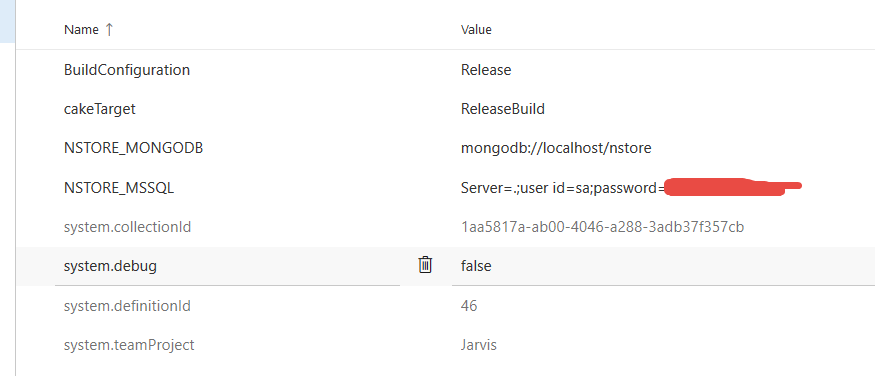 Name ↑ Value
BuildConfiguration Release
cakeTarget ReleaseBuild
NSTORE_MONGODB mongodb://localhost/nstore
NSTORE_MSSQL Server=.;user id=sa;password=
system.collectionId 1aa5817a-ab00-4046-a288-3adb37f357cb
system.debug false
system.definitionId 46
system.teamProject Jarvis